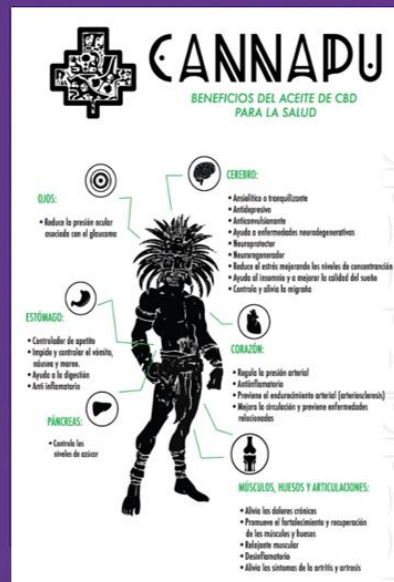 CANNAPU
BENEFICIOS DEL ACEITE DE CBD
PARA LA SALUD
OJOS:
• Reduce la presión ocular
asociada con el glaucoma
CEREBRO:
• Ansiolítico o tranquilizante
• Antidepresivo
• Anticonvulsionante
• Ayuda a enfermedades neurodegenerativas
• Neuroprotector
• Neuroregenerador
• Reduce el estrés mejorando los niveles de concentración
• Ayuda al insomnio y a mejorar la calidad del sueño
• Controla y alivia la migraña
ESTÓMAGO:
• Controlador de apetito
• Impide y controlar el vómito,
náusea y mareo.
• Ayuda a la digestión
• Anti inflamatorio
CORAZÓN:
• Regula la presión arterial
• Antiinflamatorio
• Previene el endurecimiento arterial (arteriosclerosis)
• Mejora la circulación y previene enfermedades
relacionadas
PÁNCREAS:
• Controla los
niveles de azúcar
MÚSCULOS, HUESOS Y ARTICULACIONES:
• Alivia los dolores crónicos
• Promueve el fortalecimiento y recuperación
de los músculos y huesos
• Relajante muscular
• Desinflamatorio
• Alivia los síntomas de la artritis y artrosis